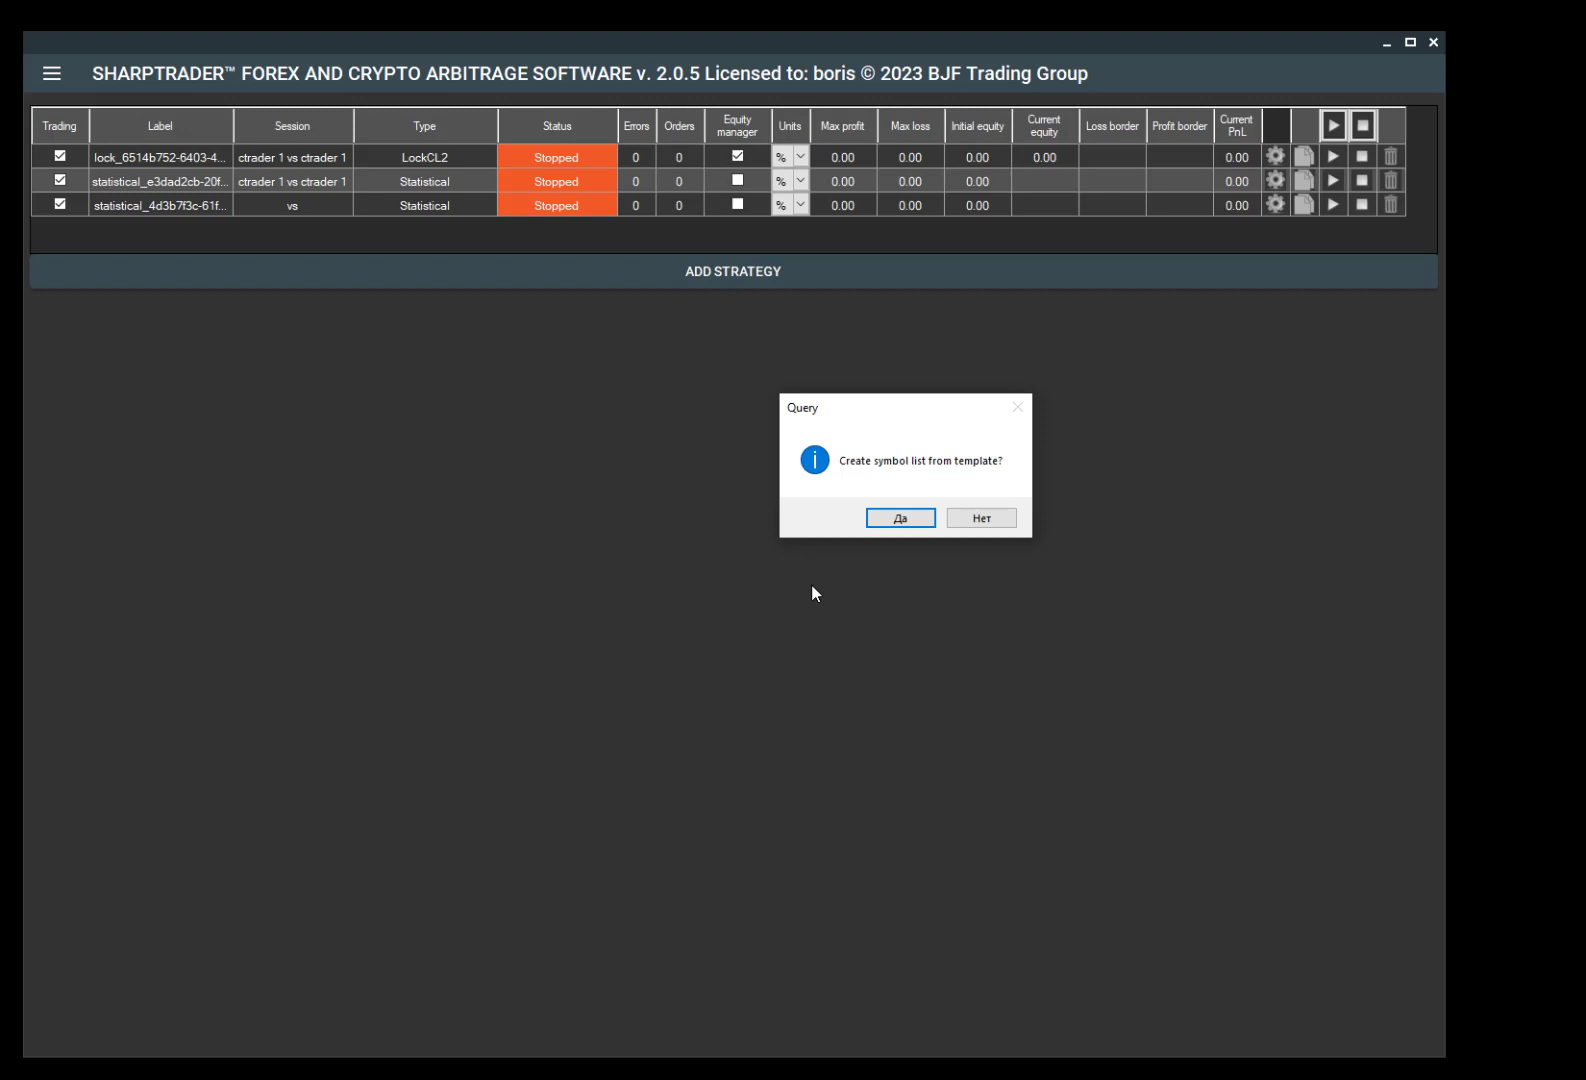 SHARPTRADER™ FOREX AND CRYPTO ARBITRAGE SOFTWARE v. 2.0.5 Licensed to: boris © 2023 BJF Trading Group
Trading Label Session Type Status Errors Orders Equity manager Units Max profit Max loss Initial equity Current equity Loss border Profit border Current PnL
lock_6514b752-6403-4... ctrader 1 vs ctrader 1 LockCL2 Stopped 0 0 % 0.00 0.00 0.00 0.00 0.00
statistical_e3dad2cb-20f... ctrader 1 vs ctrader 1 Statistical Stopped 0 0 % 0.00 0.00 0.00 0.00
statistical_4d3b7f3c-61f... vs Statistical Stopped 0 0 % 0.00 0.00 0.00 0.00
ADD STRATEGY
Query
Create symbol list from template?
Да Нет